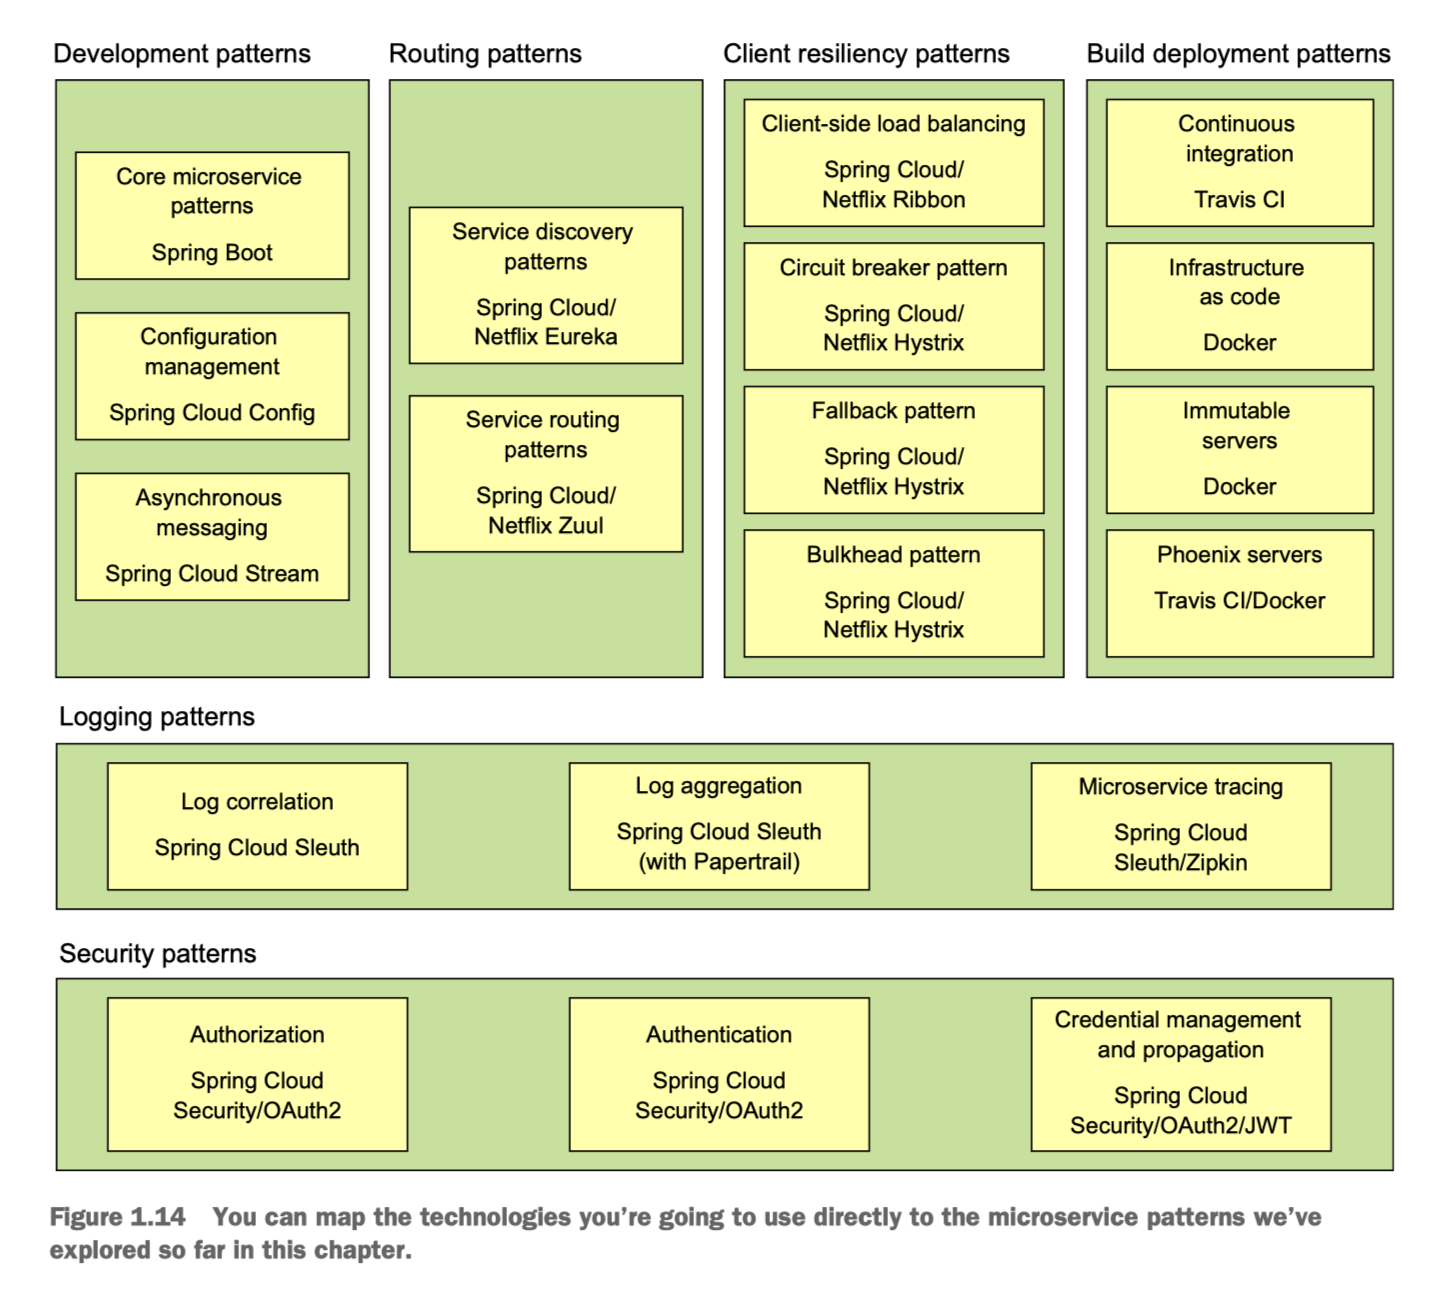 Development patterns
Core microservice
patterns
Spring Boot
Configuration
management
Spring Cloud Config
Asynchronous
messaging
Spring Cloud Stream
Routing patterns
Service discovery
patterns
Spring Cloud/
Netflix Eureka
Service routing
patterns
Spring Cloud/
Netflix Zuul
Client resiliency patterns
Client-side load balancing
Spring Cloud/
Netflix Ribbon
Circuit breaker pattern
Spring Cloud/
Netflix Hystrix
Fallback pattern
Spring Cloud/
Netflix Hystrix
Bulkhead pattern
Spring Cloud/
Netflix Hystrix
Build deployment patterns
Continuous
integration
Travis CI
Infrastructure
as code
Docker
Immutable
servers
Docker
Phoenix servers
Travis CI/Docker
Logging patterns
Log correlation
Spring Cloud Sleuth
Log aggregation
Spring Cloud Sleuth
(with Papertrail)
Microservice tracing
Spring Cloud
Sleuth/Zipkin
Security patterns
Authorization
Spring Cloud
Security/OAuth2
Authentication
Spring Cloud
Security/OAuth2
Credential management
and propagation
Spring Cloud
Security/OAuth2/JWT
Figure 1.14 You can map the technologies you’re going to use directly to the microservice patterns we’ve
explored so far in this chapter.